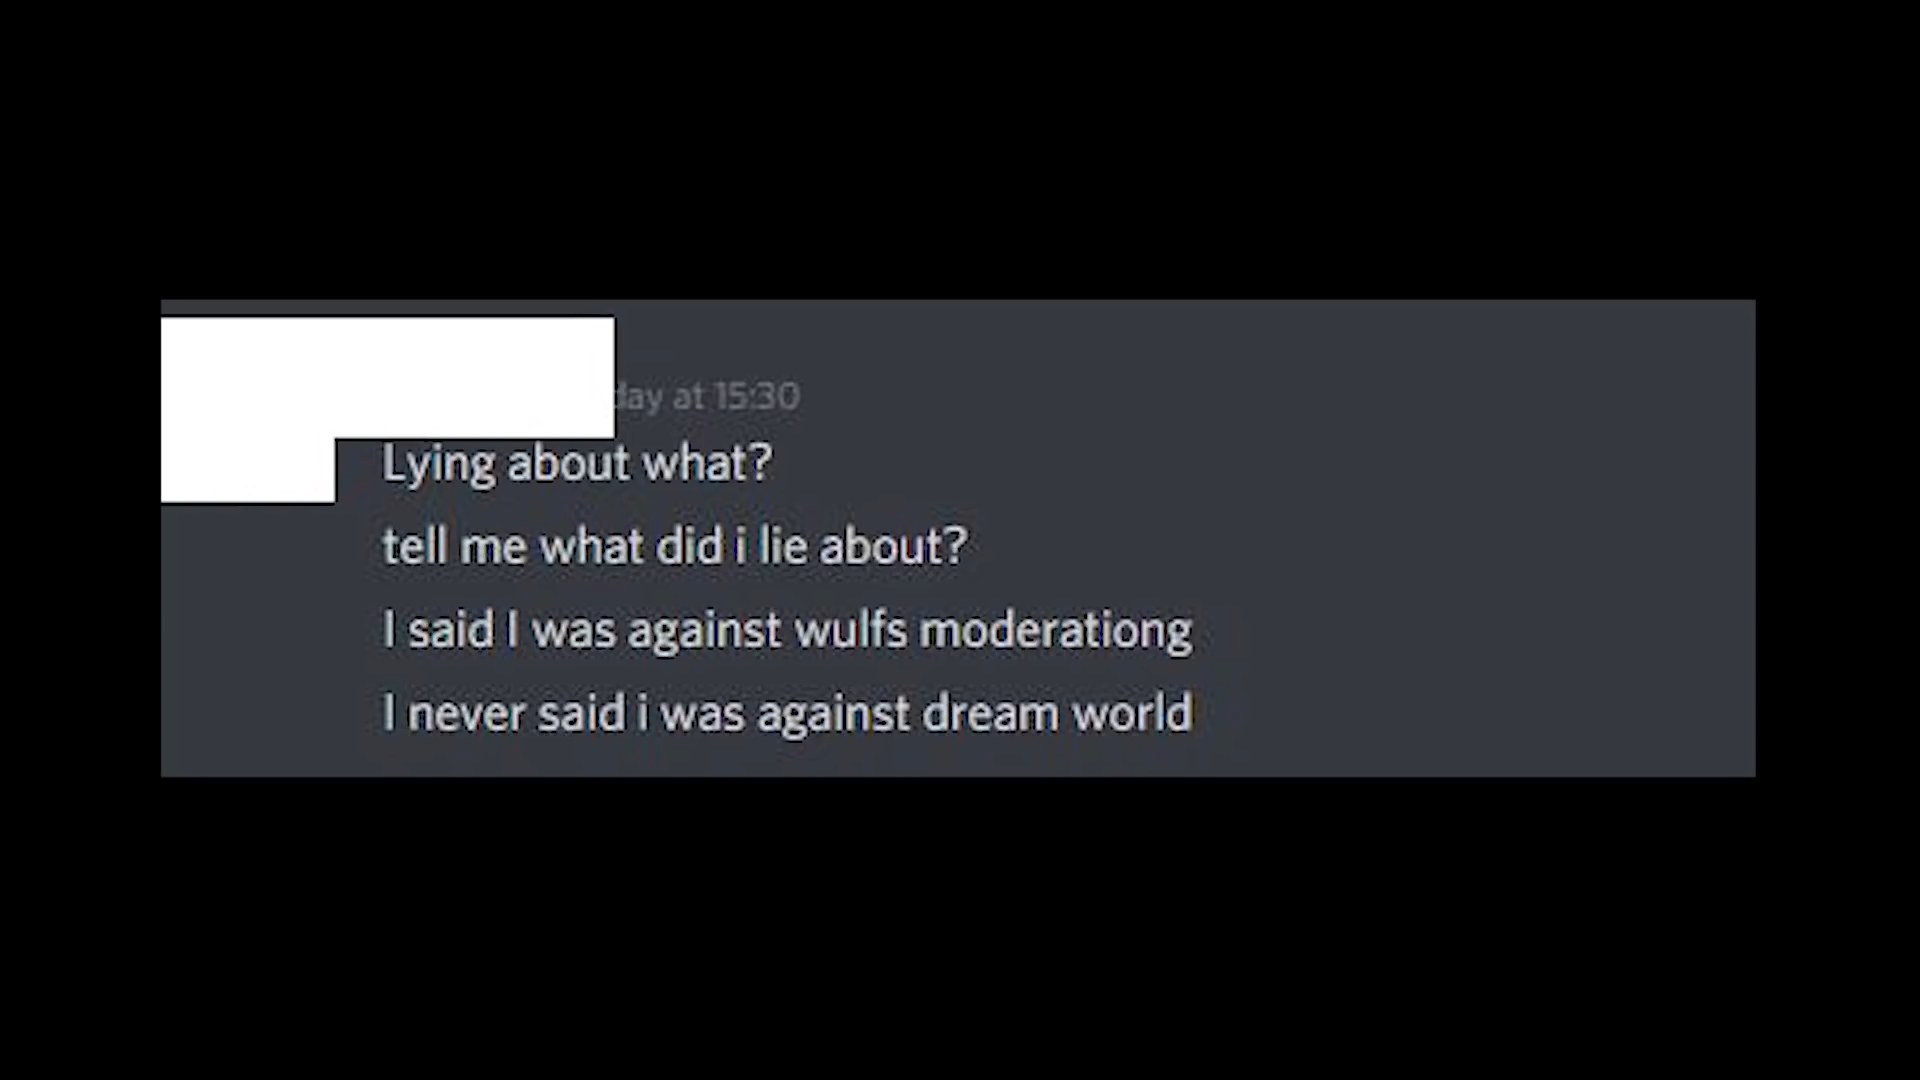 day at 15:30
Lying about what?
tell me what did i lie about?
I said I was against wulfs moderationg
I never said i was against dream world